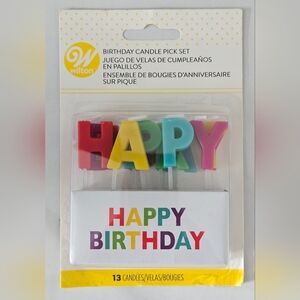 W
wilton
BIRTHDAY CANDLE PICK SET
JUEGO DE VELAS DE CUMPLEAÑOS
EN PALILLOS
ENSEMBLE DE BOUGIES D'ANNIVERSAIRE
SUR PIQUE
HAPPY
HAPPY
BIRTHDAY
13 CANDLES/VELAS/BOUGIES